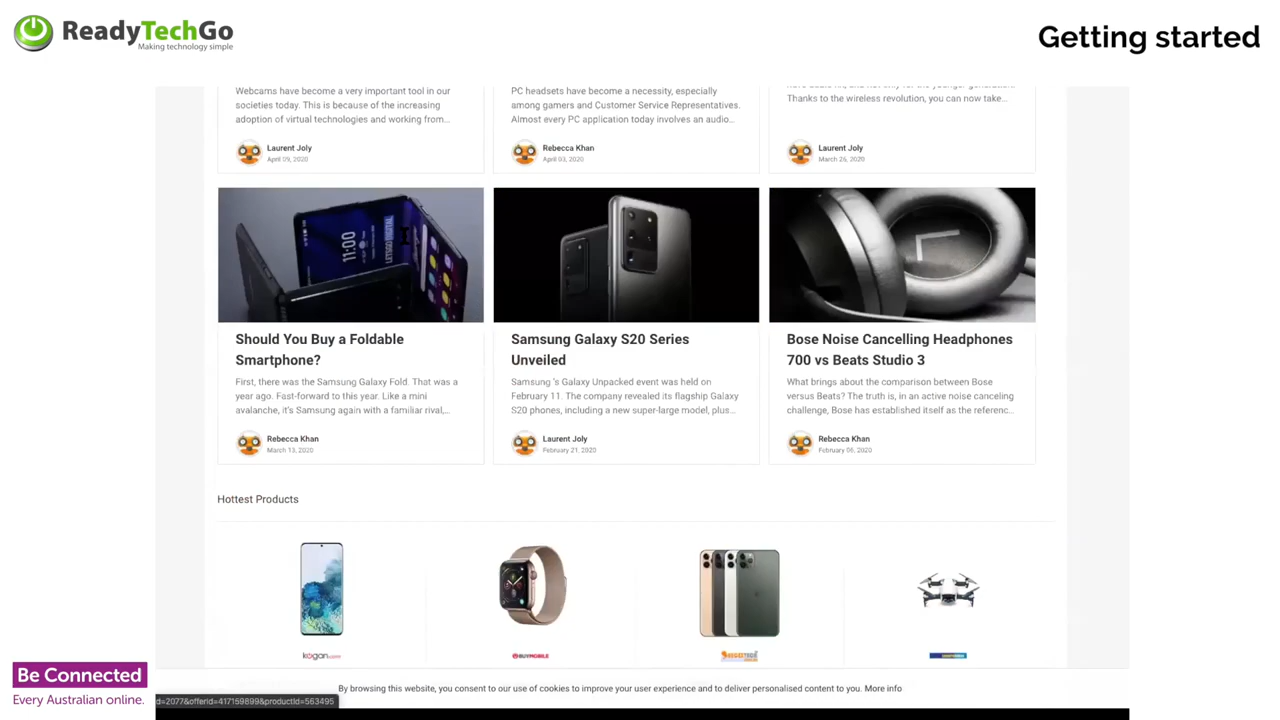 ReadyTechGo
Making technology simple
Getting started
Webcams have become a very important tool in our
societies today. This is because of the increasing
adoption of virtual technologies and working from...
Laurent Joly
April 09, 2020
PC headsets have become a necessity, especially
among gamers and Customer Service Representatives.
Almost every PC application today involves an audio...
Rebecca Khan
April 03, 2020
Thanks to the wireless revolution, you can now take...
Laurent Joly
March 26, 2020
11:00
Should You Buy a Foldable
Smartphone?
First, there was the Samsung Galaxy Fold. That was a
year ago. Fast-forward to this year. Like a mini
avalanche, it's Samsung again with a familiar rival,...
Rebecca Khan
March 13, 2020
Samsung Galaxy S20 Series
Unveiled
Samsung 's Galaxy Unpacked event was held on
February 11. The company revealed its flagship Galaxy
S20 phones, including a new super-large model, plus...
Laurent Joly
February 21, 2020
Bose Noise Cancelling Headphones
700 vs Beats Studio 3
What brings about the comparison between Bose
versus Beats? The truth is, in an active noise canceling
challenge, Bose has established itself as the referenc...
Rebecca Khan
February 06, 2020
Hottest Products
kogan.com
BUYMOBILE
By browsing this website, you consent to our use of cookies to improve your user experience and to deliver personalised content to you. More info
d=2077&offerid=417159899&productid=563495
Be Connected
Every Australian online.